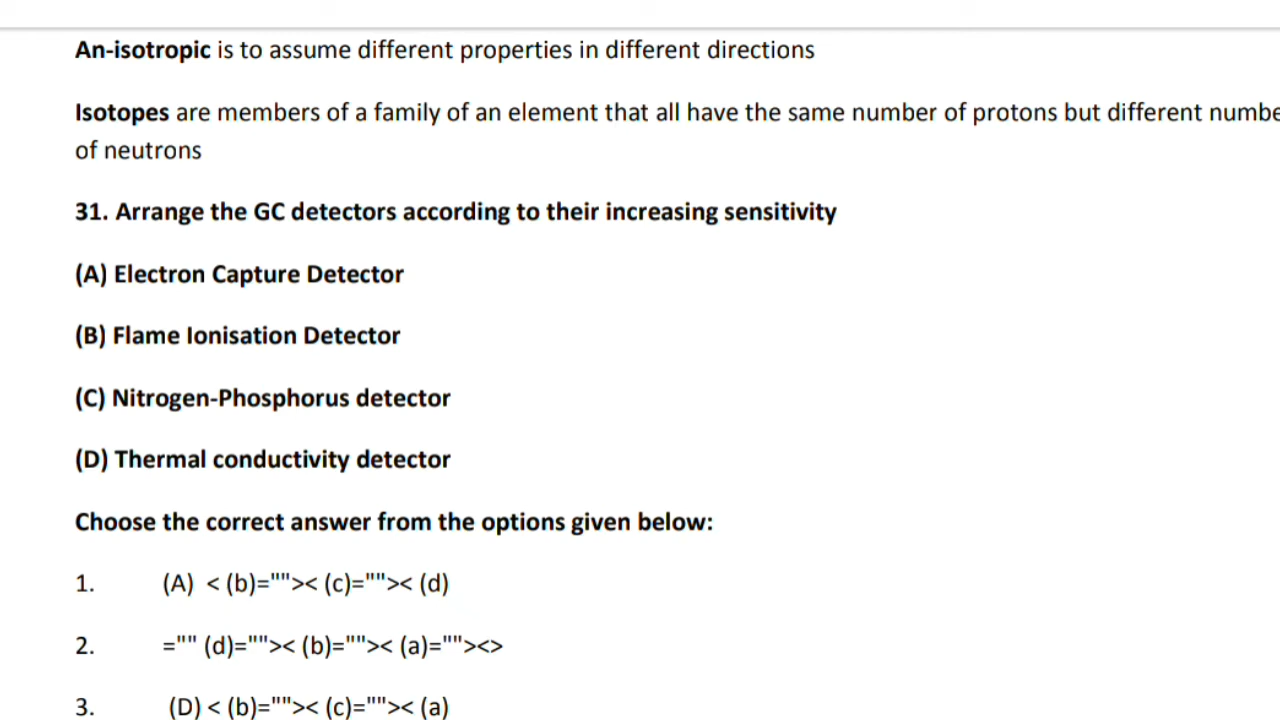 An-isotropic is to assume different properties in different directions
Isotopes are members of a family of an element that all have the same number of protons but different numbe
of neutrons
31. Arrange the GC detectors according to their increasing sensitivity
(A) Electron Capture Detector
(B) Flame Ionisation Detector
(C) Nitrogen-Phosphorus detector
(D) Thermal conductivity detector
Choose the correct answer from the options given below:
1. (A) < (b)="">< (c)="">< (d)
2. ="" (d)="">< (b)="">< (a)=""><>
3. (D) < (b)="">< (c)="">< (a)